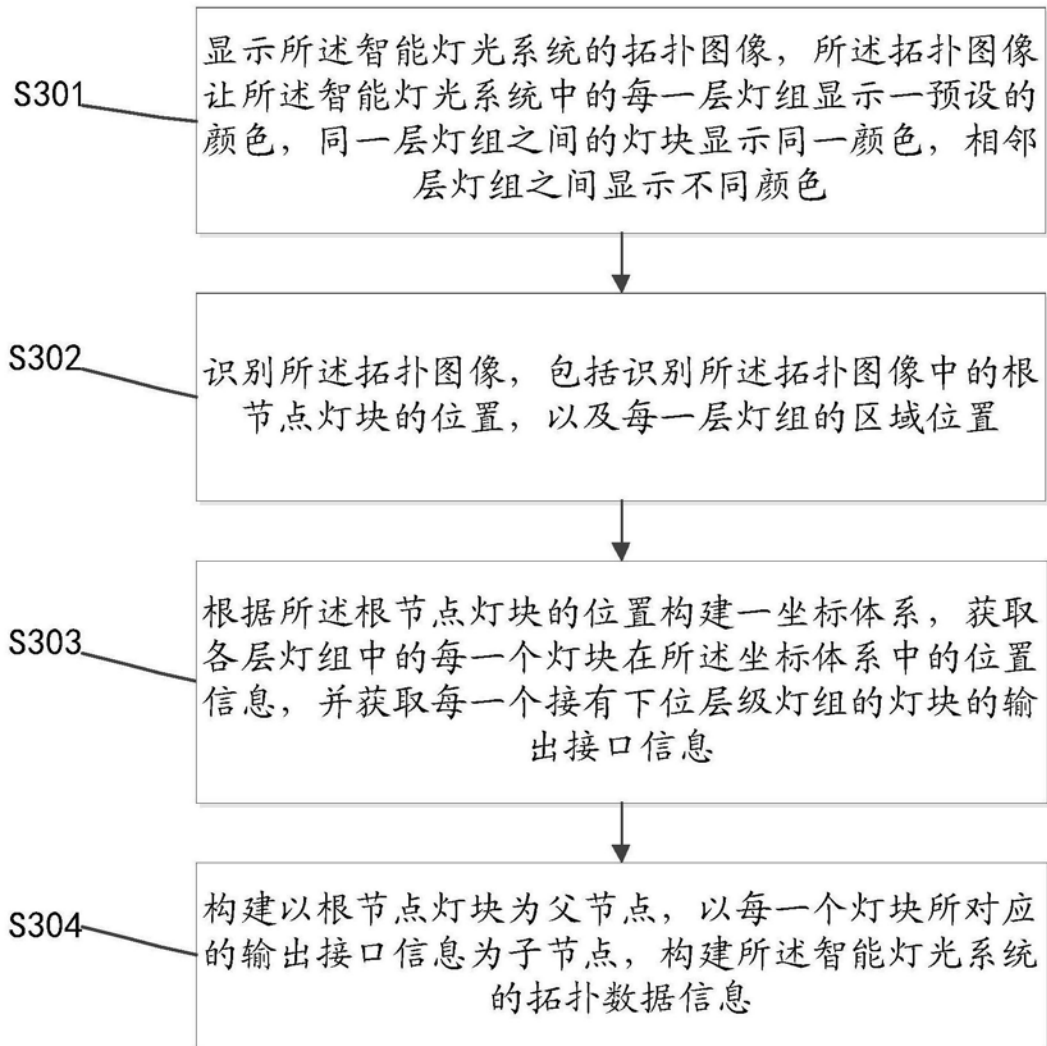 S301
显示所述智能灯光系统的拓扑图像，所述拓扑图像
让所述智能灯光系统中的每一层灯组显示一预设的
颜色，同一层灯组之间的灯块显示同一颜色，相邻
层灯组之间显示不同颜色
S302
识别所述拓扑图像，包括识别所述拓扑图像中的根
节点灯块的位置，以及每一层灯组的区域位置
S303
根据所述根节点灯块的位置构建一坐标体系，获取
各层灯组中的每一个灯块在所述坐标体系中的位置
信息，并获取每一个接有下位层级灯组的灯块的输
出接口信息
S304
构建以根节点灯块为父节点，以每一个灯块所对应
的输出接口信息为子节点，构建所述智能灯光系统
的拓扑数据信息